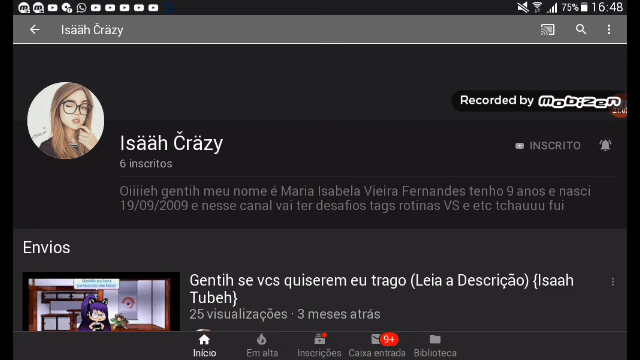 75% 16:48
Isääh Čräzy
Recorded by MOBIZEN
Isääh Čräzy
INSCRITO
6 inscritos
Oiiiieh gentih meu nome é Maria Isabela Vieira Fernandes tenho 9 anos e nasci
19/09/2009 e nesse canal vai ter desafios tags rotinas VS e etc tchauuu fui
Envios
Gentih se vcs quiserem eu trago (Leia a Descrição) {Isaah
Tubeh}
25 visualizações · 3 meses atrás
9+
Início Em alta Inscrições Caixa entrada Biblioteca